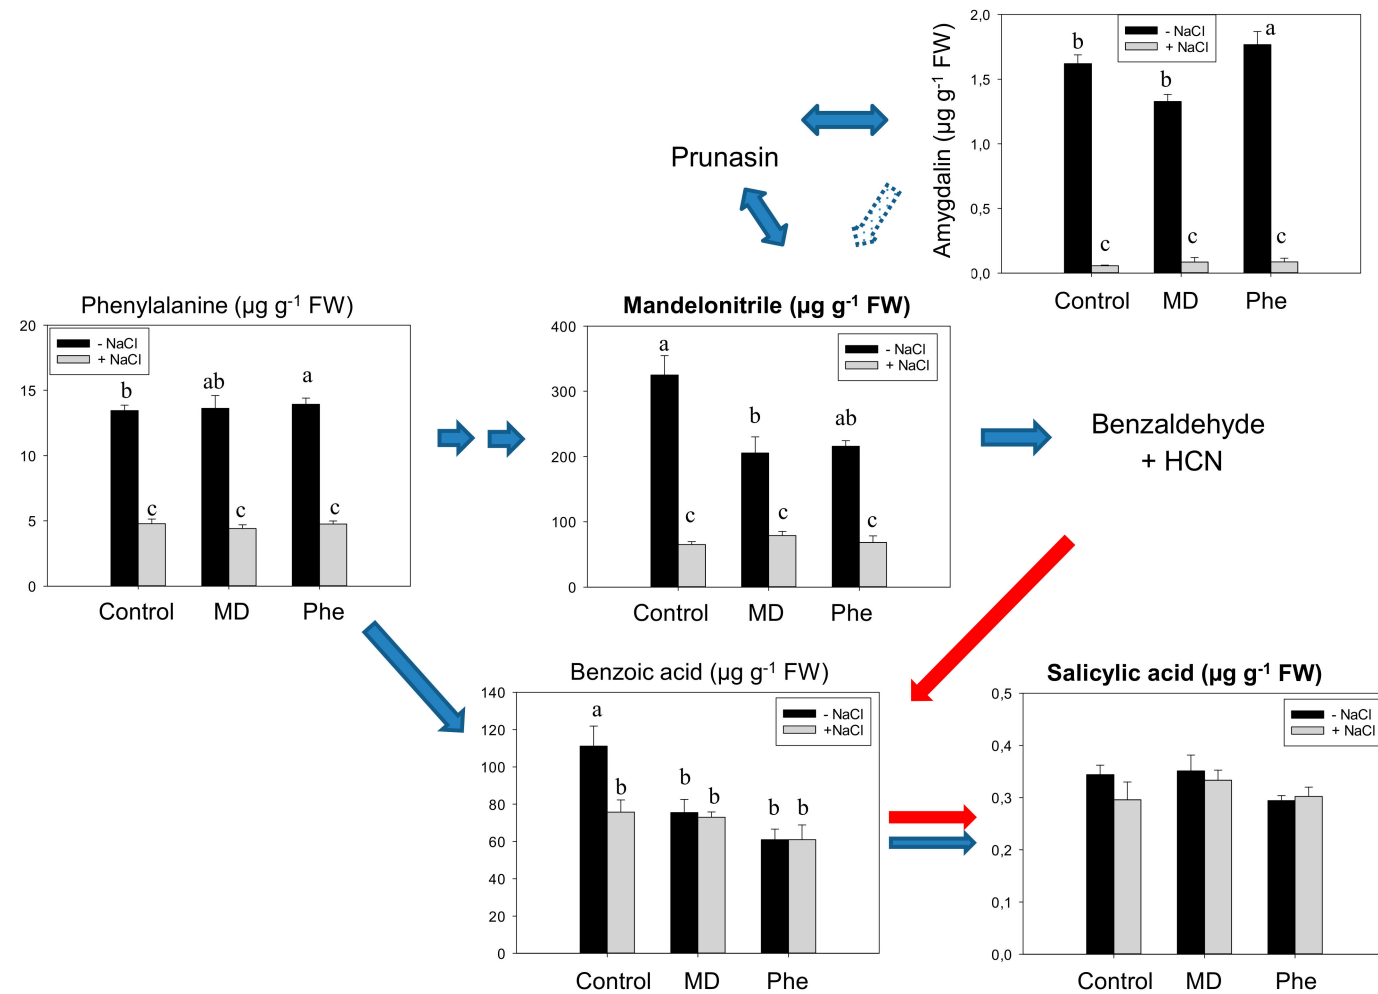 2,0
1,5
1,0
0,5
0,0
Amygdalin (µg g-1 FW)
- NaCl
+ NaCl
b
c
b
c
a
c
Control MD Phe
Prunasin
Phenylalanine (µg g-1 FW)
20
15
10
5
0
- NaCl
+ NaCl
b
c
ab
c
a
c
Control MD Phe
Mandelonitrile (µg g-1 FW)
400
300
200
100
0
- NaCl
+ NaCl
a
c
b
c
ab
c
Control MD Phe
Benzaldehyde
+ HCN
Benzoic acid (µg g-1 FW)
140
120
100
80
60
40
20
0
- NaCl
+NaCl
a
b
b
b
b
b
Control MD Phe
Salicylic acid (µg g-1 FW)
0,5
0,4
0,3
0,2
0,1
0,0
- NaCl
+ NaCl
Control MD Phe